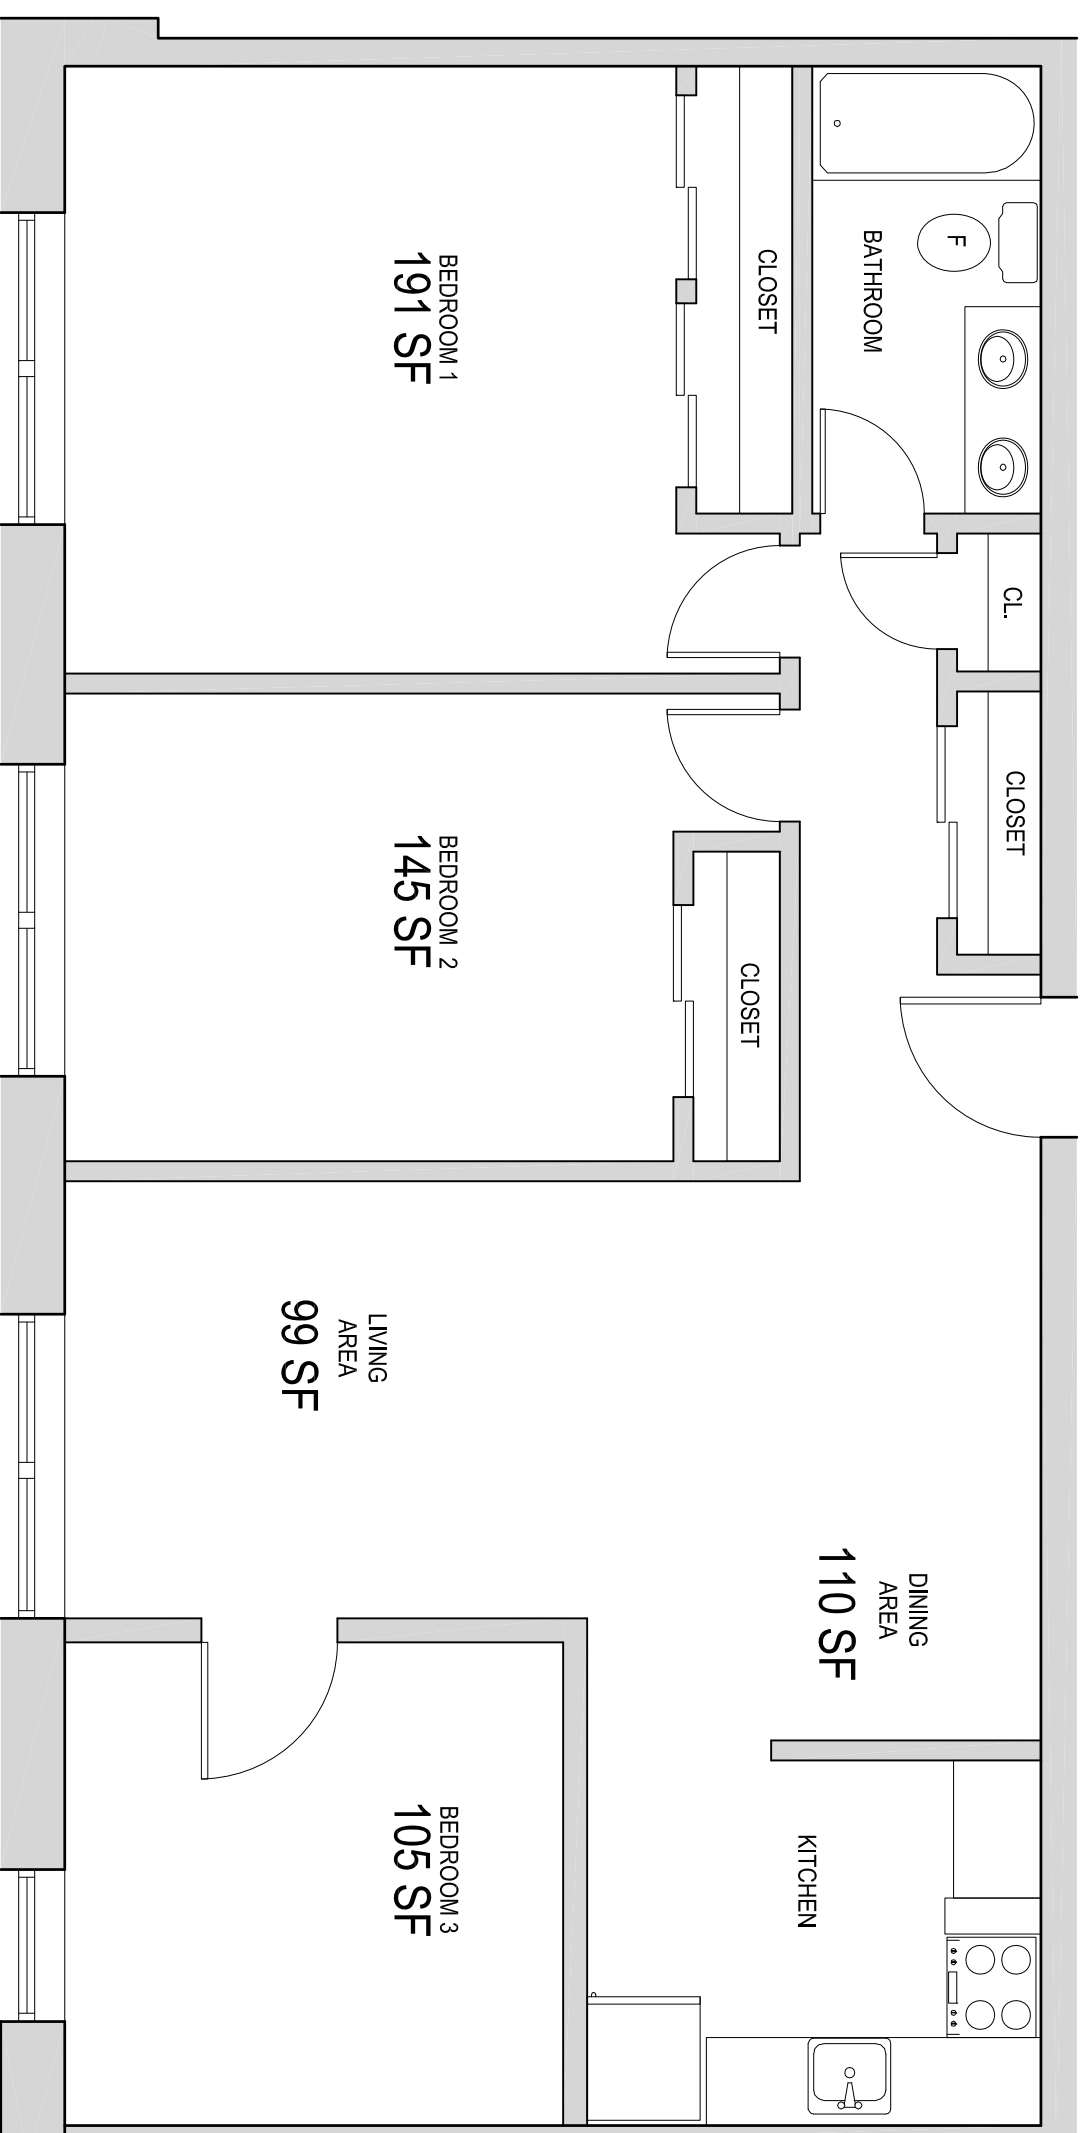 BATHROOM
F
CLOSET
BEDROOM 1
191 SF
CL.
CLOSET
BEDROOM 2
145 SF
CLOSET
LIVING
AREA
99 SF
DINING
AREA
110 SF
KITCHEN
BEDROOM 3
105 SF